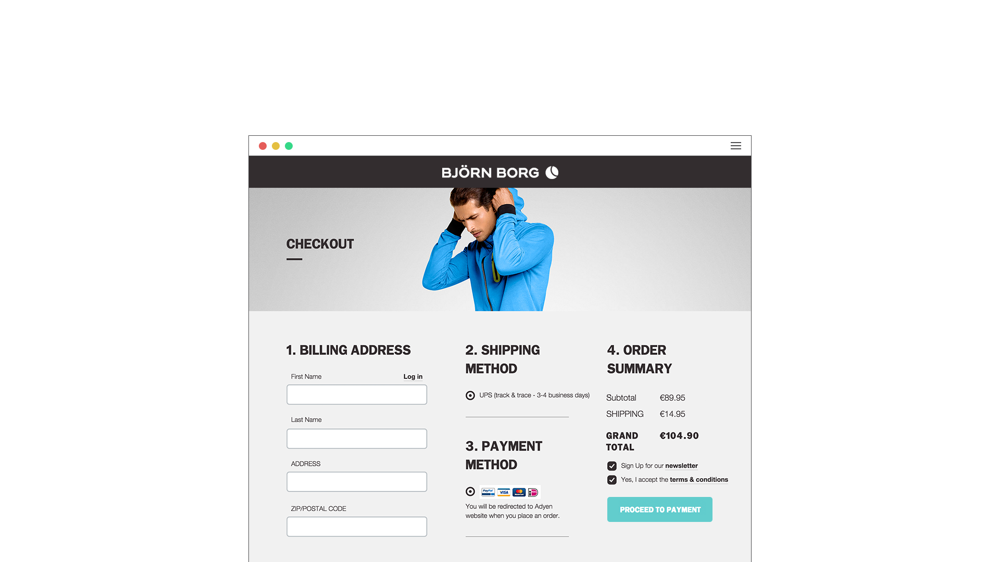 BJÖRN BORG
CHECKOUT
1. BILLING ADDRESS
First Name
Log in
Last Name
ADDRESS
ZIP/POSTAL CODE
2. SHIPPING
METHOD
UPS (track & trace - 3-4 business days)
3. PAYMENT
METHOD
PayPal VISA MasterCard iDEAL
You will be redirected to Adyen
website when you place an order.
4. ORDER
SUMMARY
Subtotal €89.95
SHIPPING €14.95
GRAND €104.90
TOTAL
Sign Up for our newsletter
Yes, I accept the terms & conditions
PROCEED TO PAYMENT